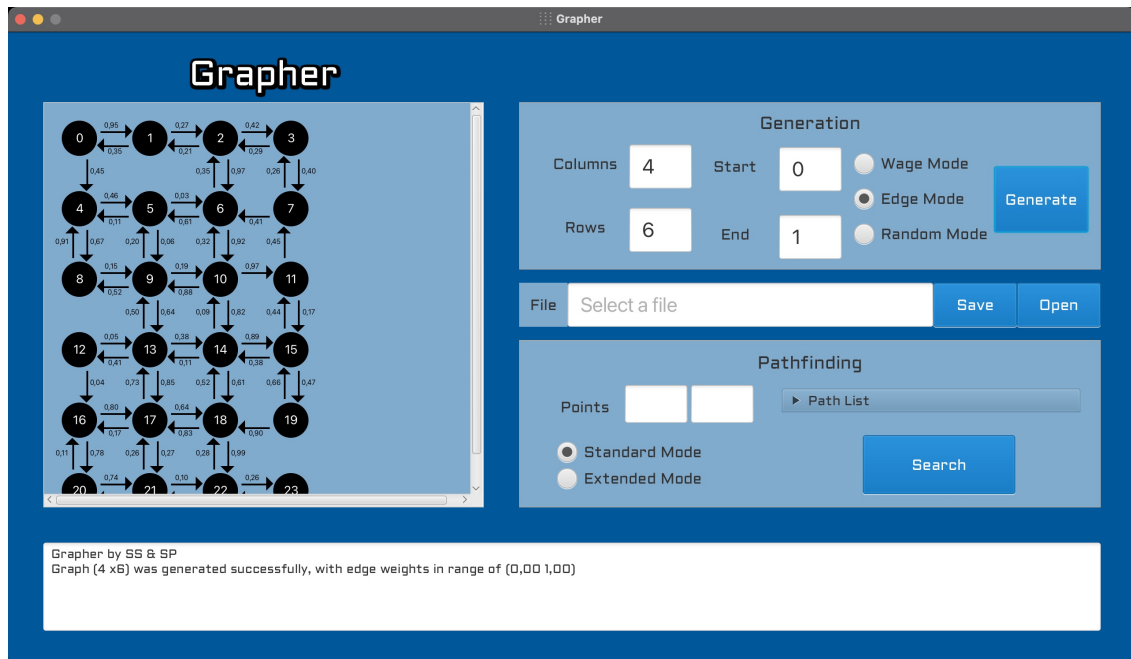 Grapher
Grapher
0,95 0,27 0,42
0 1 2 3
0,35 0,21 0,29
0,45 0,35 0,97 0,26 0,40
0,46 0,03
4 5 6 7
0,11 0,61 0,41
0,91 0,67 0,20 0,06 0,32 0,92 0,45
0,15 0,19 0,97
8 9 10 11
0,52 0,88
0,50 0,64 0,09 0,82 0,44 0,17
0,05 0,38 0,89
12 13 14 15
0,41 0,11 0,38
0,04 0,73 0,85 0,52 0,61 0,66 0,47
0,80 0,64
16 17 18 19
0,17 0,83 0,90
0,11 0,78 0,26 0,27 0,28 0,99
0,74 0,10 0,26
20 21 22 23
Generation
Columns 4 Start 0 Wage Mode
Edge Mode Generate
Rows 6 End 1 Random Mode
File Select a file Save Open
Pathfinding
Points Path List
Standard Mode
Extended Mode
Search
Grapher by SS & SP
Graph (4 x6) was generated successfully, with edge weights in range of (0,00 1,00)